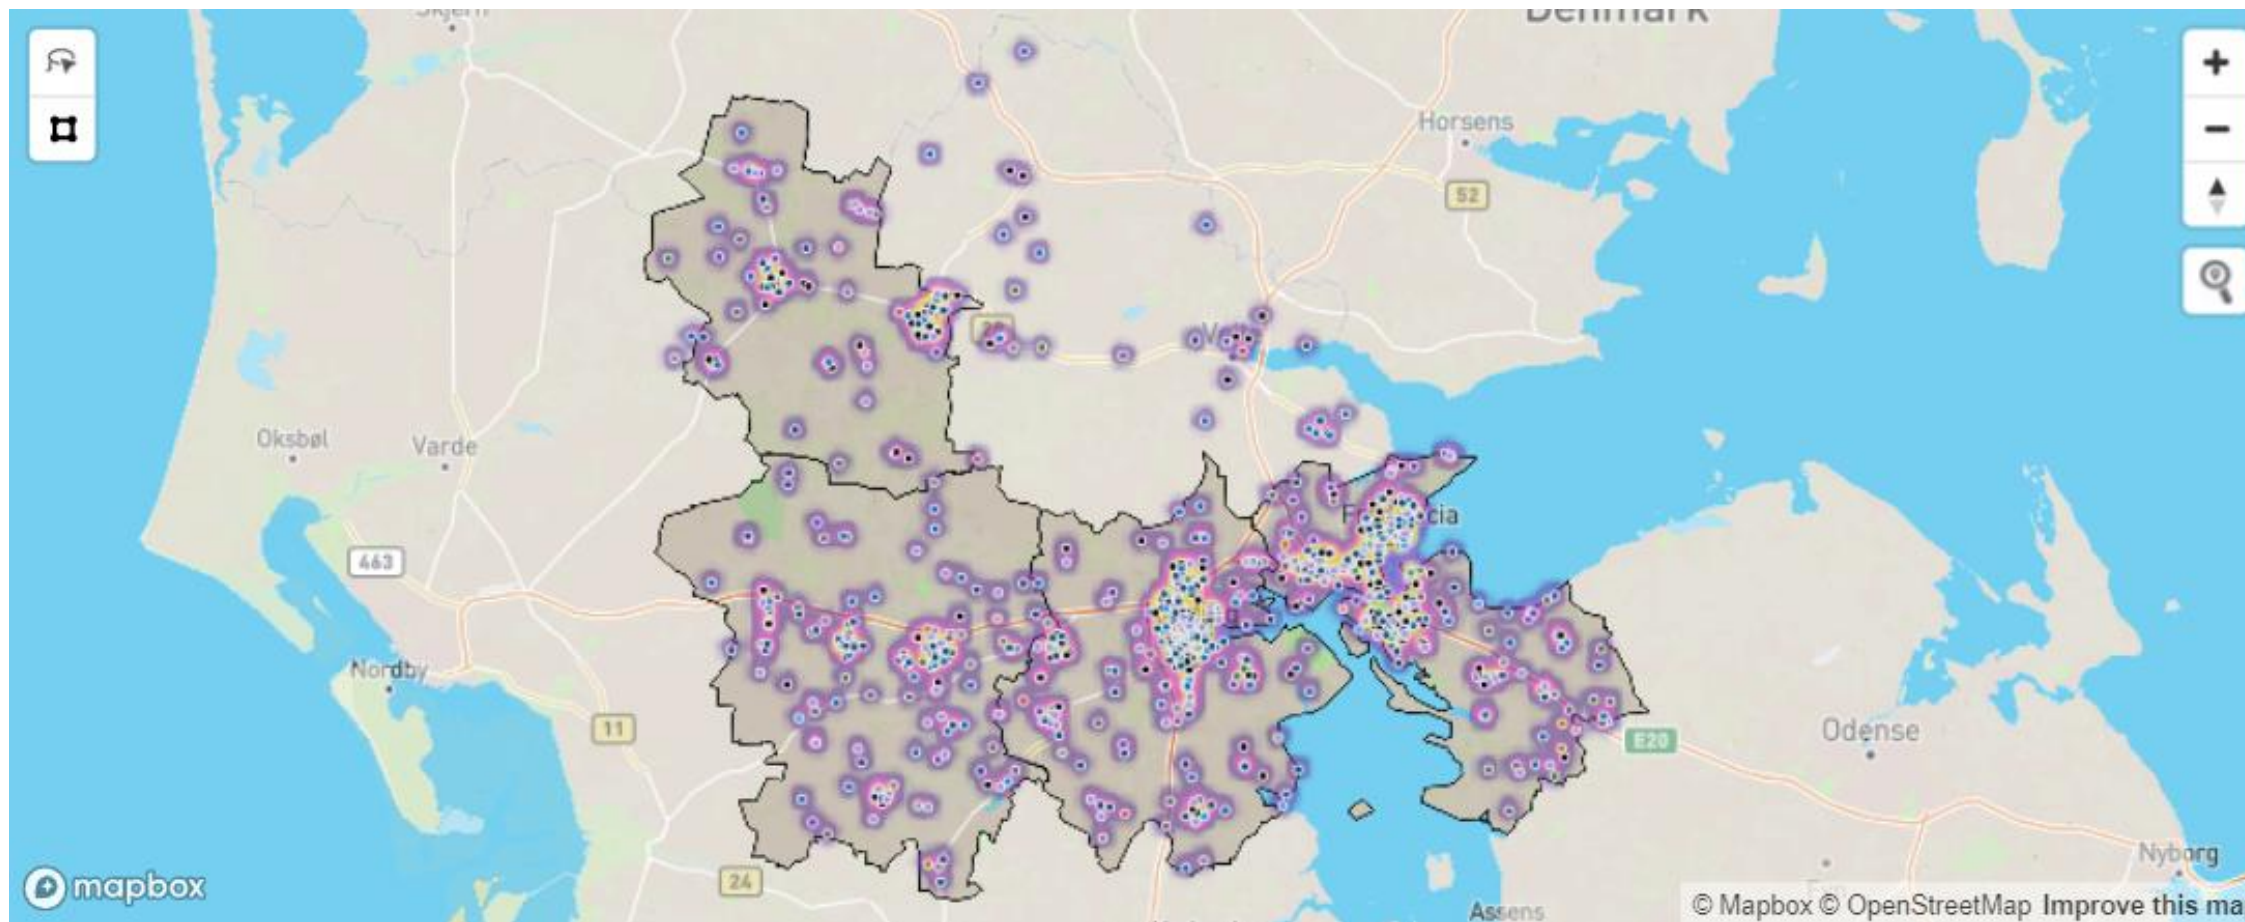 Denmark
Horsens
52
Oksbøl
Varde
463
Nordby
11
E20
Odense
24
Nyborg
Assens
mapbox
© Mapbox © OpenStreetMap Improve this ma